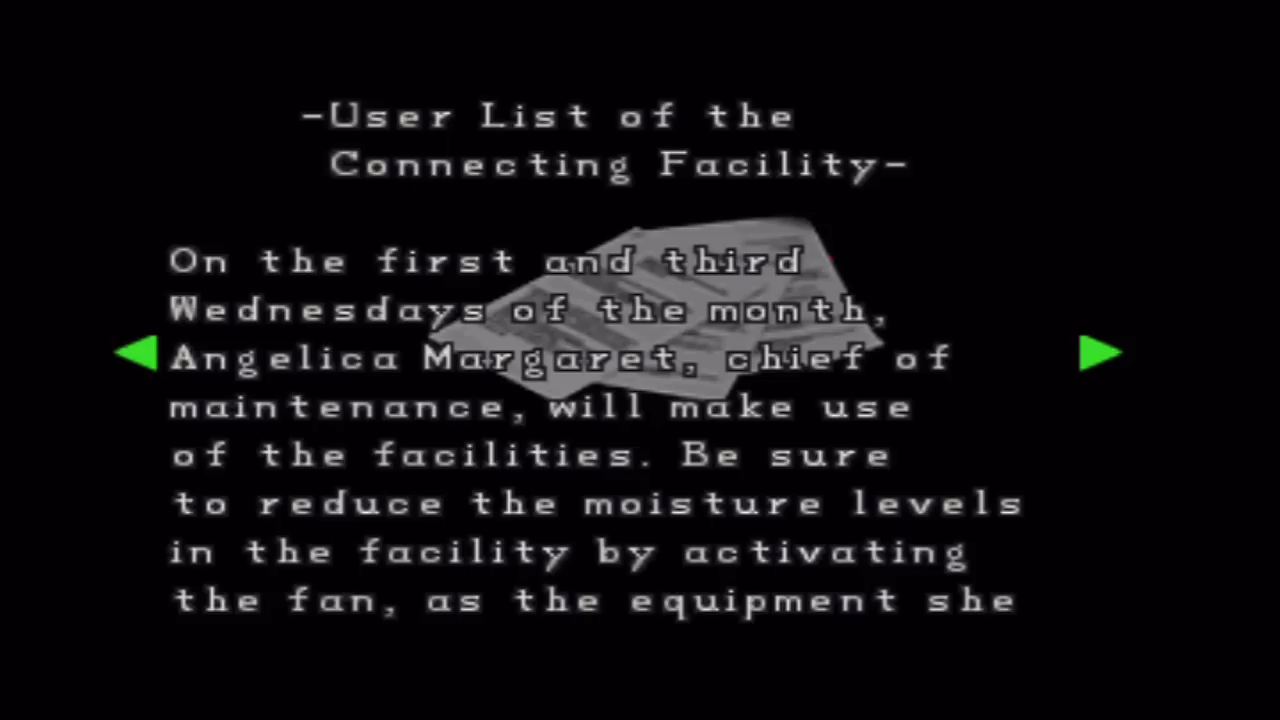 -User List of the
Connecting Facility-
On the first and third
Wednesdays of the month,
Angelica Margaret, chief of
maintenance, will make use
of the facilities. Be sure
to reduce the moisture levels
in the facility by activating
the fan, as the equipment she